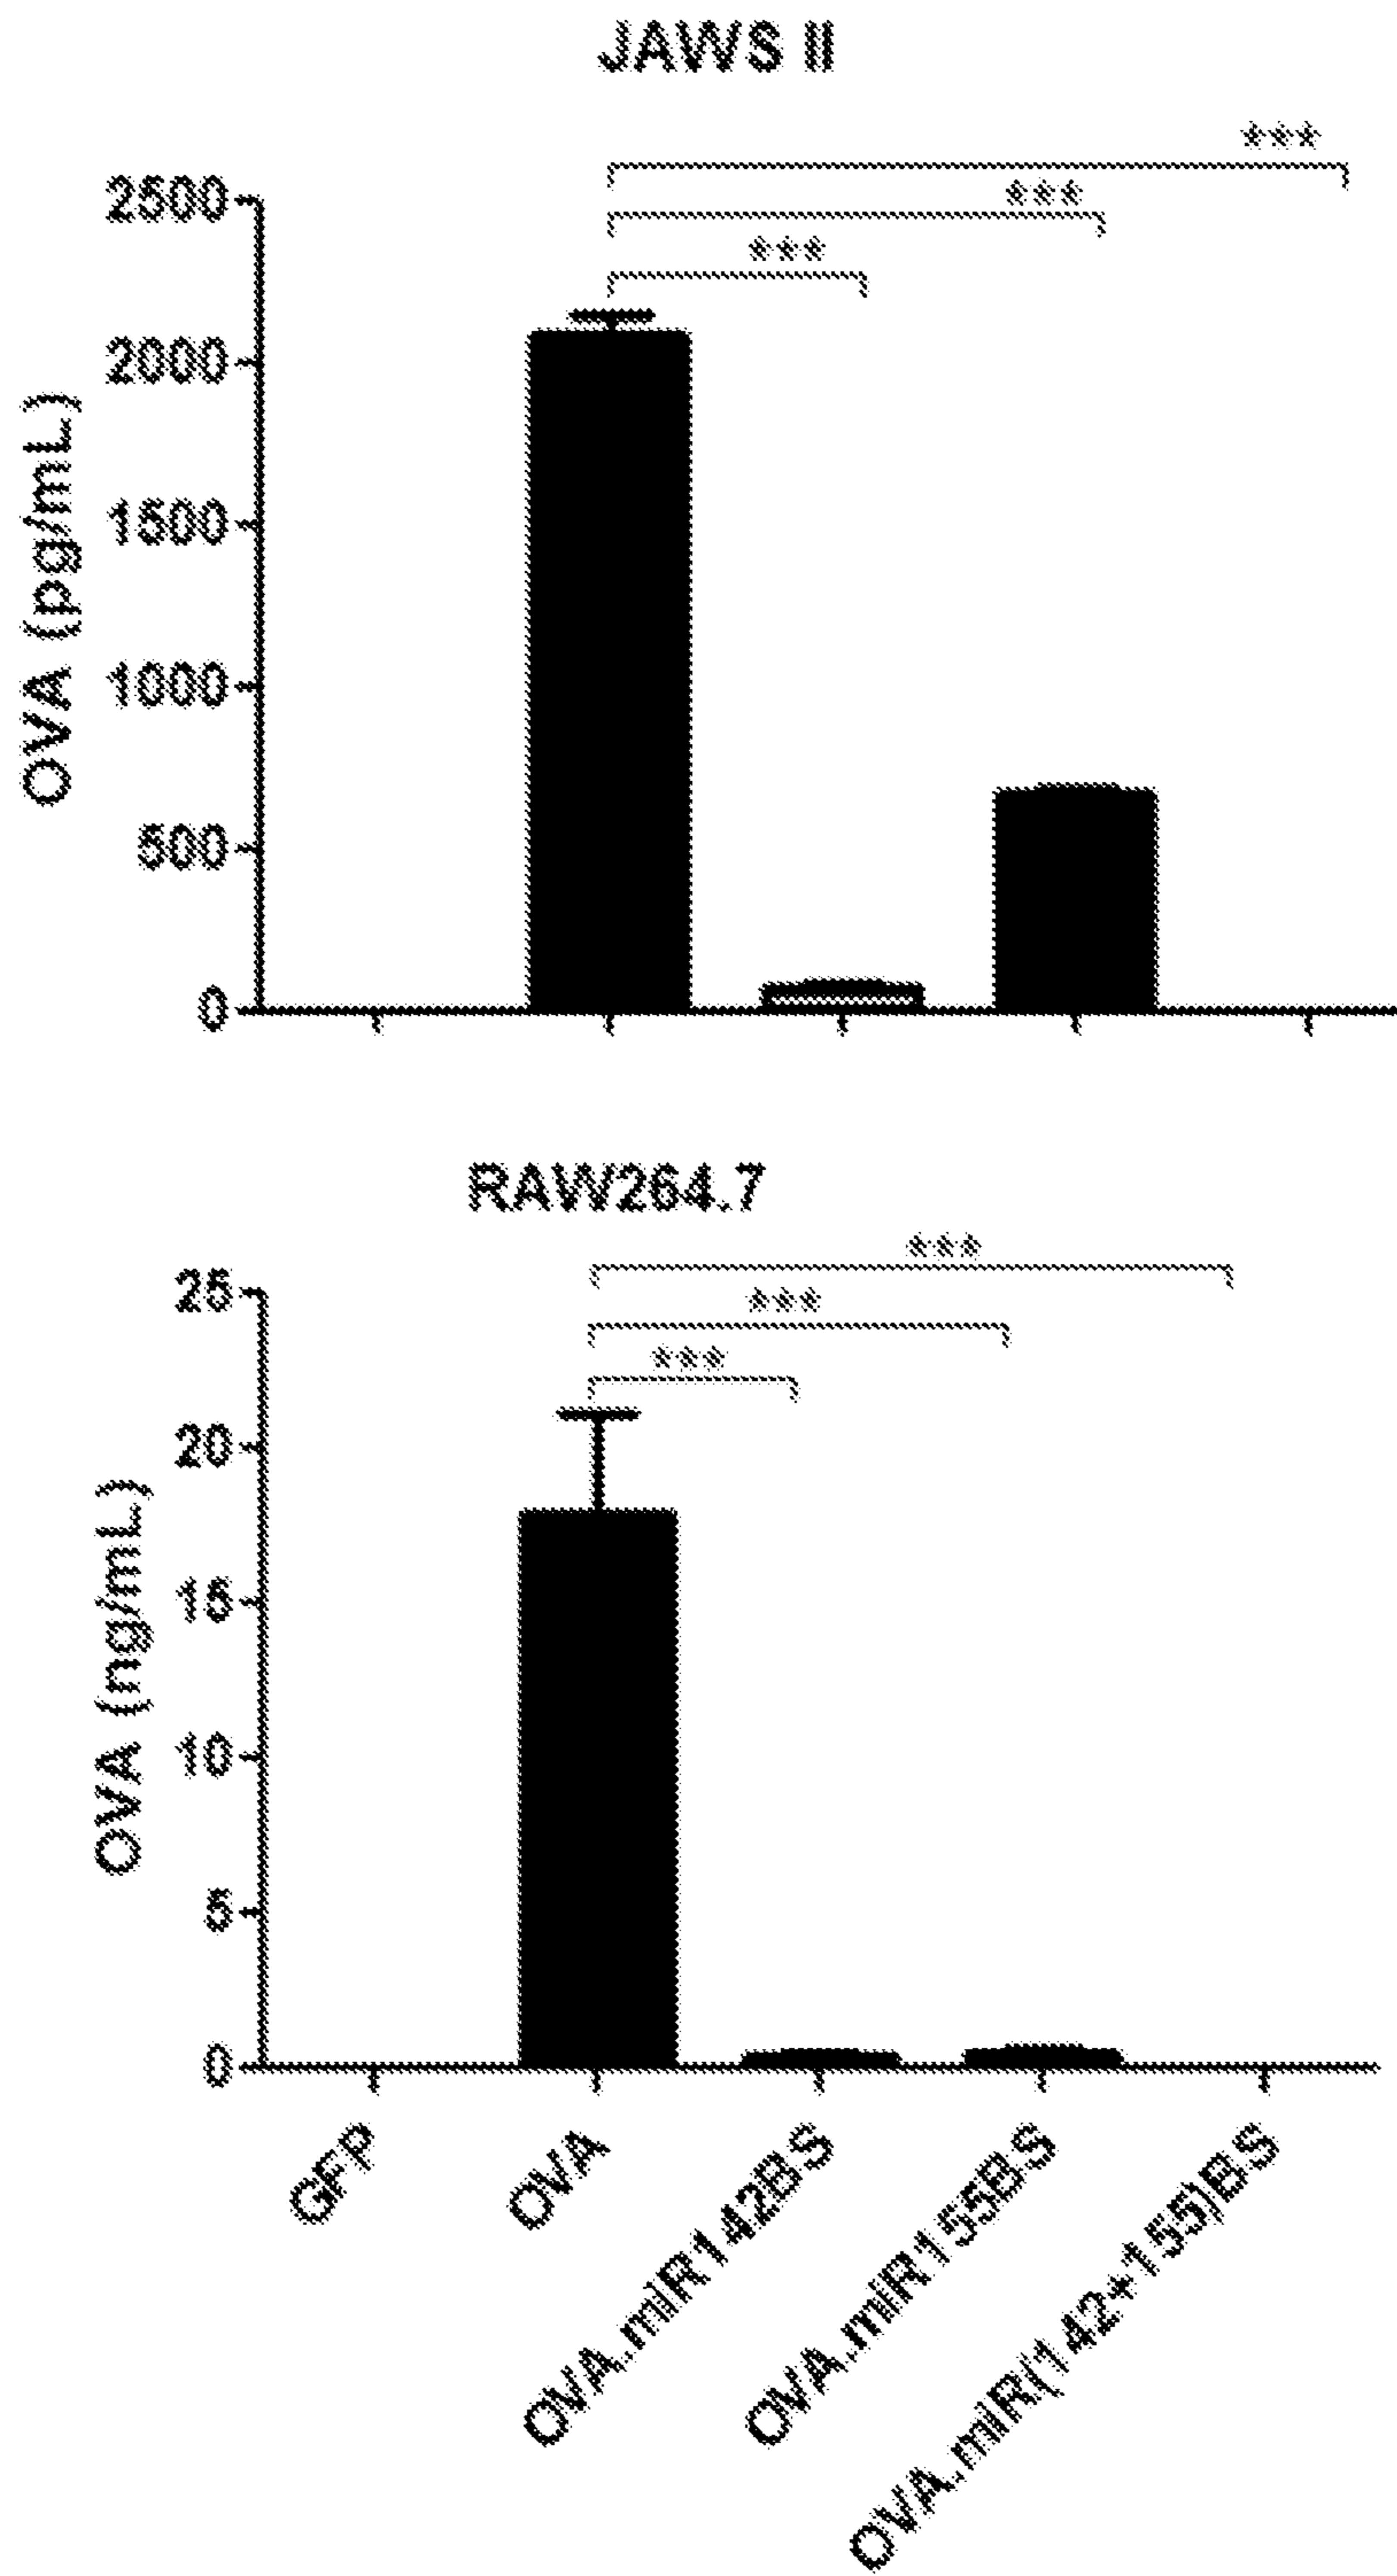 JAWS II
***
***
***
2500
2000
1500
1000
500
0
OVA (pg/mL)
RAW264.7
***
***
***
25
20
15
10
5
0
OVA (ng/mL)
GFP
OVA
OVA.miR142BS
OVA.miR155BS
OVA.miR(142+155)BS